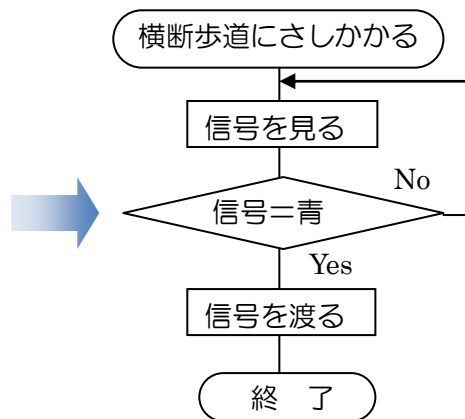 横断歩道にさしかかる
信号を見る
No
信号＝青
Yes
信号を渡る
終　了